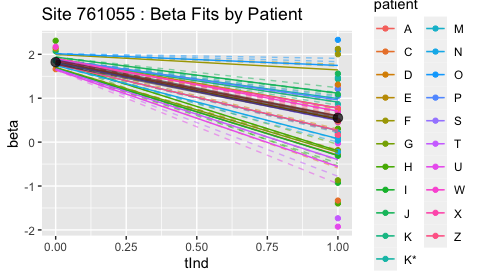 Site 761055 : Beta Fits by Patient
2
1
0
-1
-2
beta
0.00 0.25 0.50 0.75 1.00
tInd
patient
A M
C N
D O
E P
F S
G T
H U
I W
J X
K Z
K*